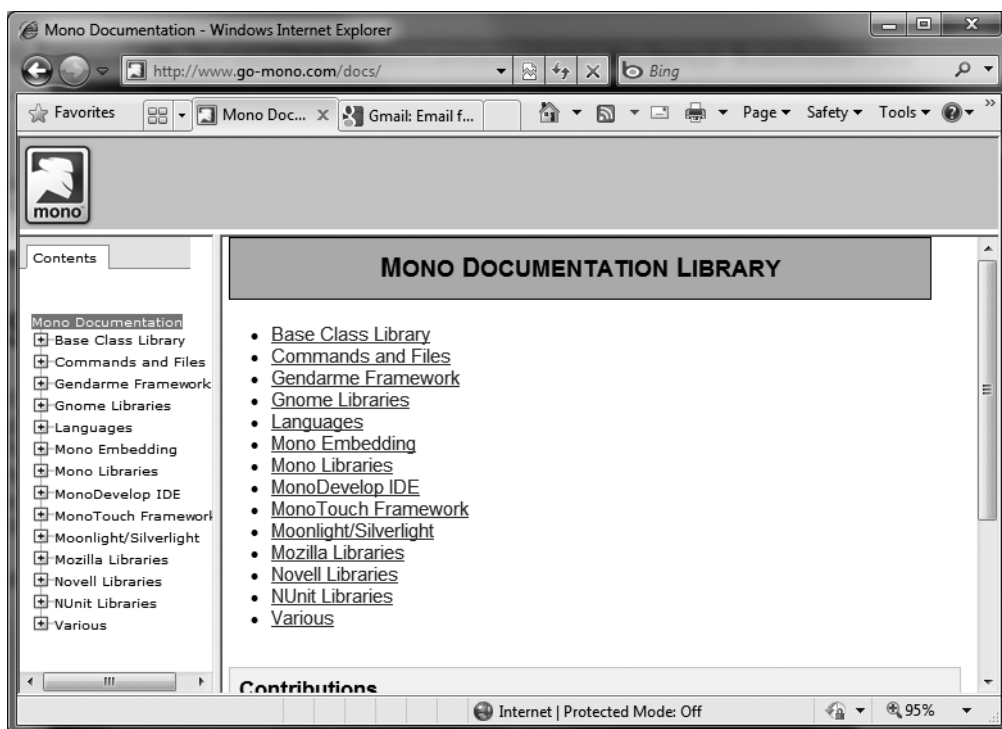 Mono Documentation - Windows Internet Explorer
http://www.go-mono.com/docs/
Bing
Favorites
Mono Doc...
Gmail: Email f...
Page
Safety
Tools
mono
Contents
Mono Documentation
Base Class Library
Commands and Files
Gendarme Framework
Gnome Libraries
Languages
Mono Embedding
Mono Libraries
MonoDevelop IDE
MonoTouch Framework
Moonlight/Silverlight
Mozilla Libraries
Novell Libraries
NUnit Libraries
Various
MONO DOCUMENTATION LIBRARY
• Base Class Library
• Commands and Files
• Gendarme Framework
• Gnome Libraries
• Languages
• Mono Embedding
• Mono Libraries
• MonoDevelop IDE
• MonoTouch Framework
• Moonlight/Silverlight
• Mozilla Libraries
• Novell Libraries
• NUnit Libraries
• Various
Contributions
Internet | Protected Mode: Off
95%